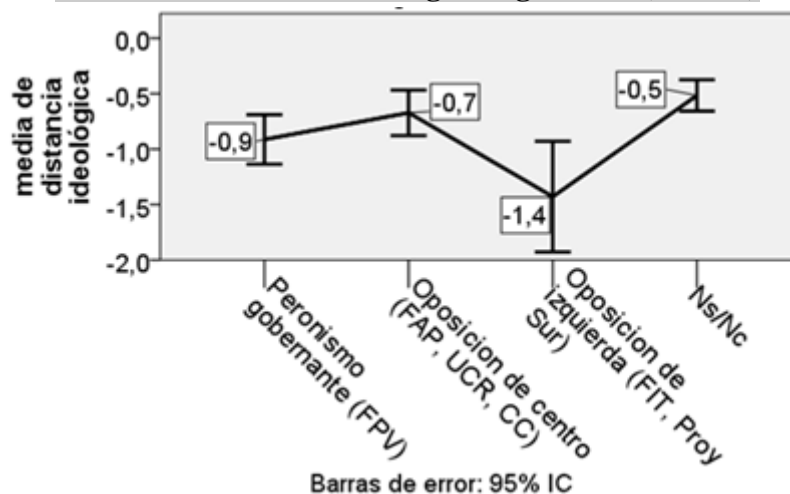 0,0
-0,5
-1,0
-1,5
-2,0
media de
distancia
ideológica
-0,9
-0,7
-1,4
-0,5
Peronismo
gobernante (FPV)
Oposicion de centro
(FAP, UCR, CC)
Oposicion de
izquierda (FIT, Proy
Sur)
Ns/Nc
Barras de error: 95% IC